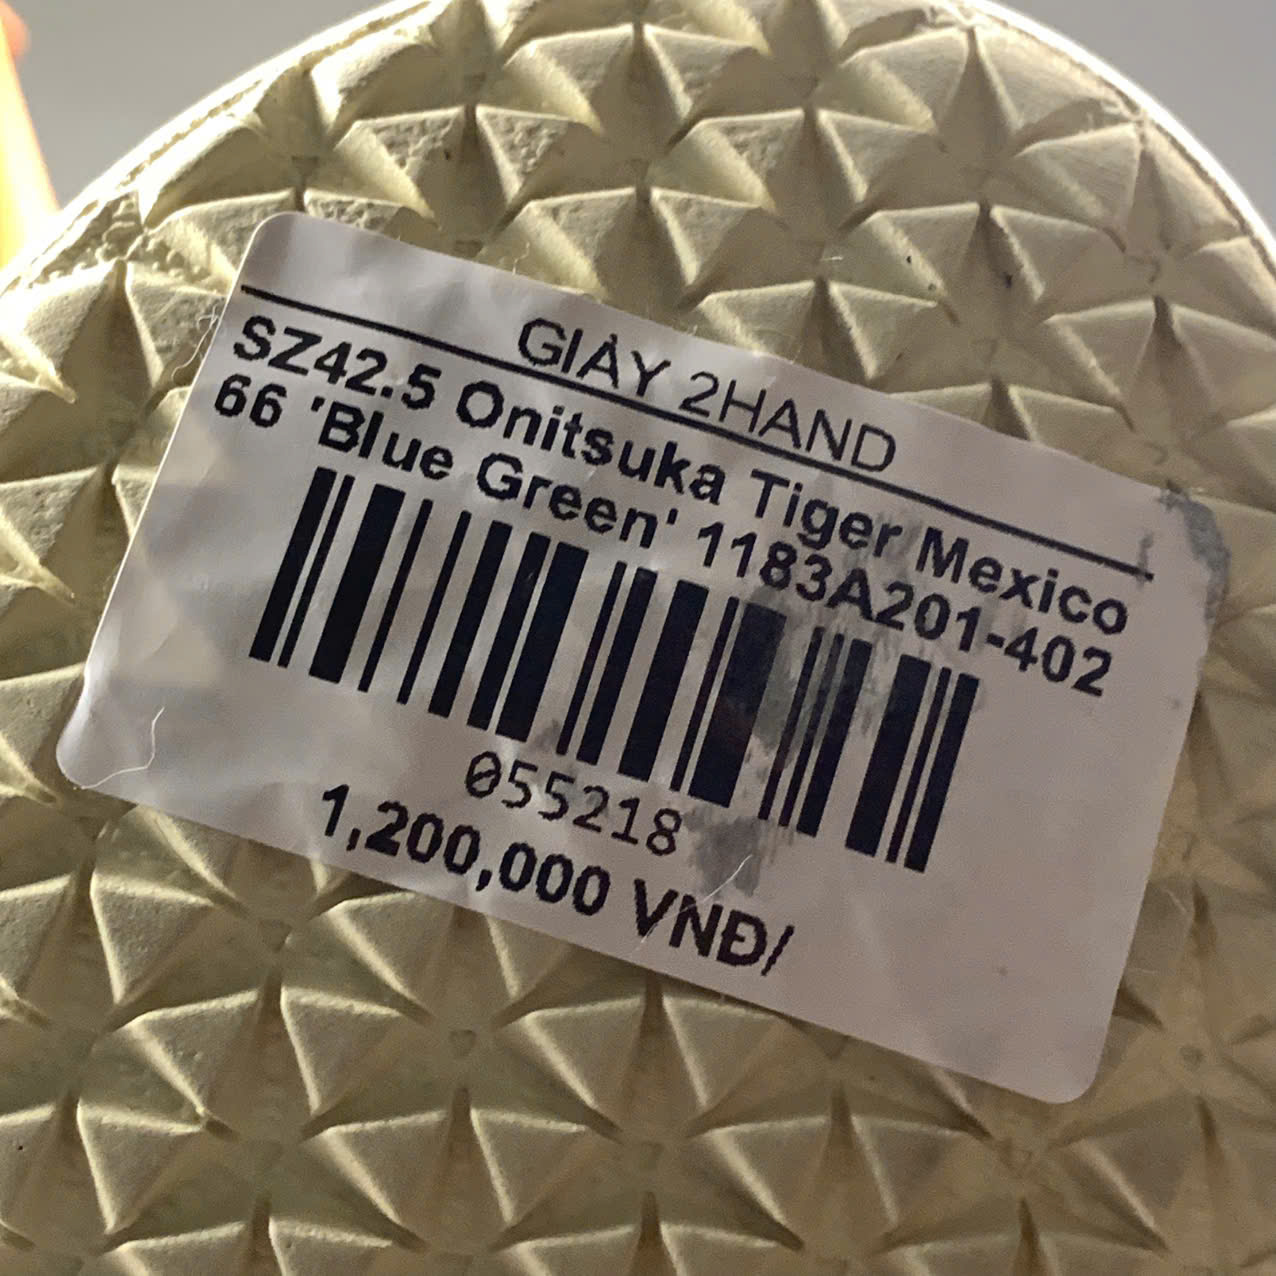 GIÀY 2HAND
SZ42.5 Onitsuka Tiger Mexico
66 'Blue Green' 1183A201-402
055218
1,200,000 VNĐ/